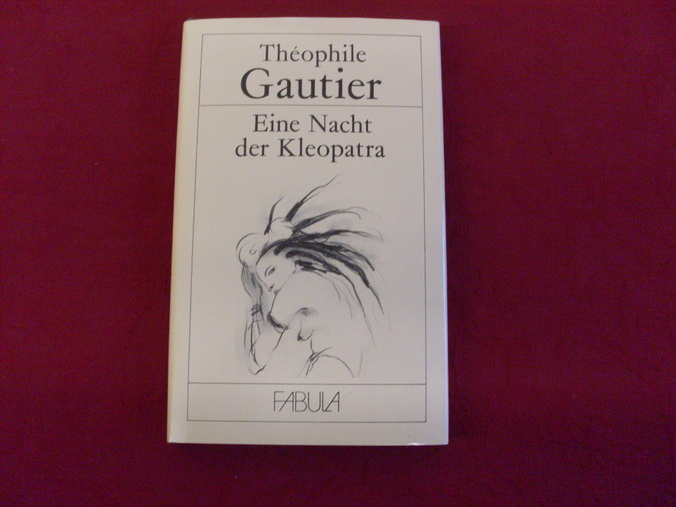 Théophile
Gautier
Eine Nacht
der Kleopatra
FABULA